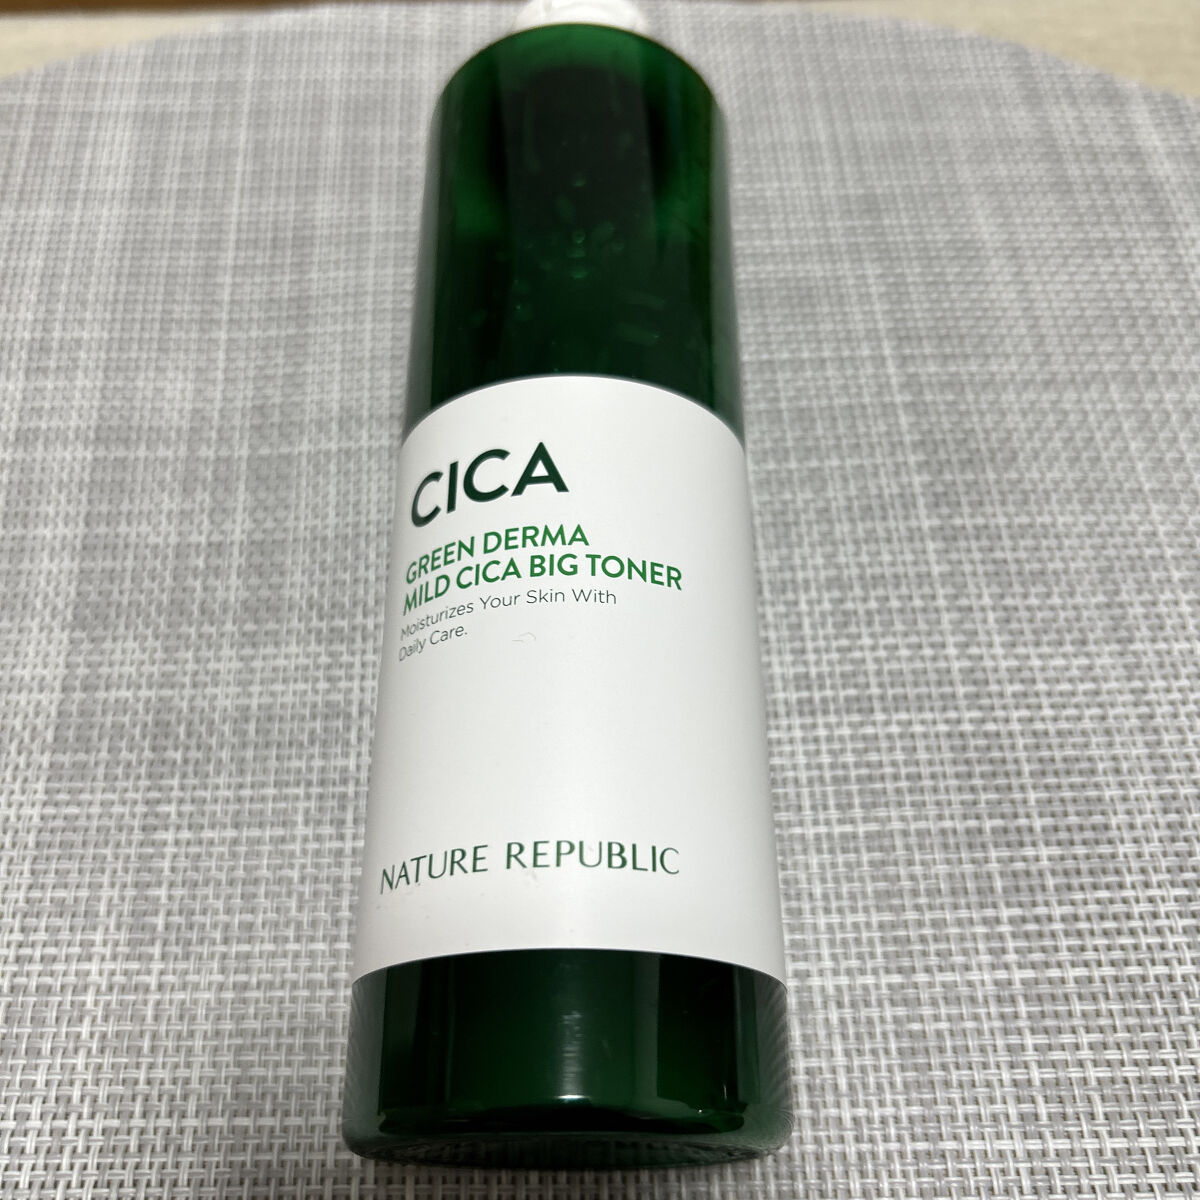 CICA
GREEN DERMA
MILD CICA BIG TONER
Moisturizes Your Skin With
Daily Care.
NATURE REPUBLIC